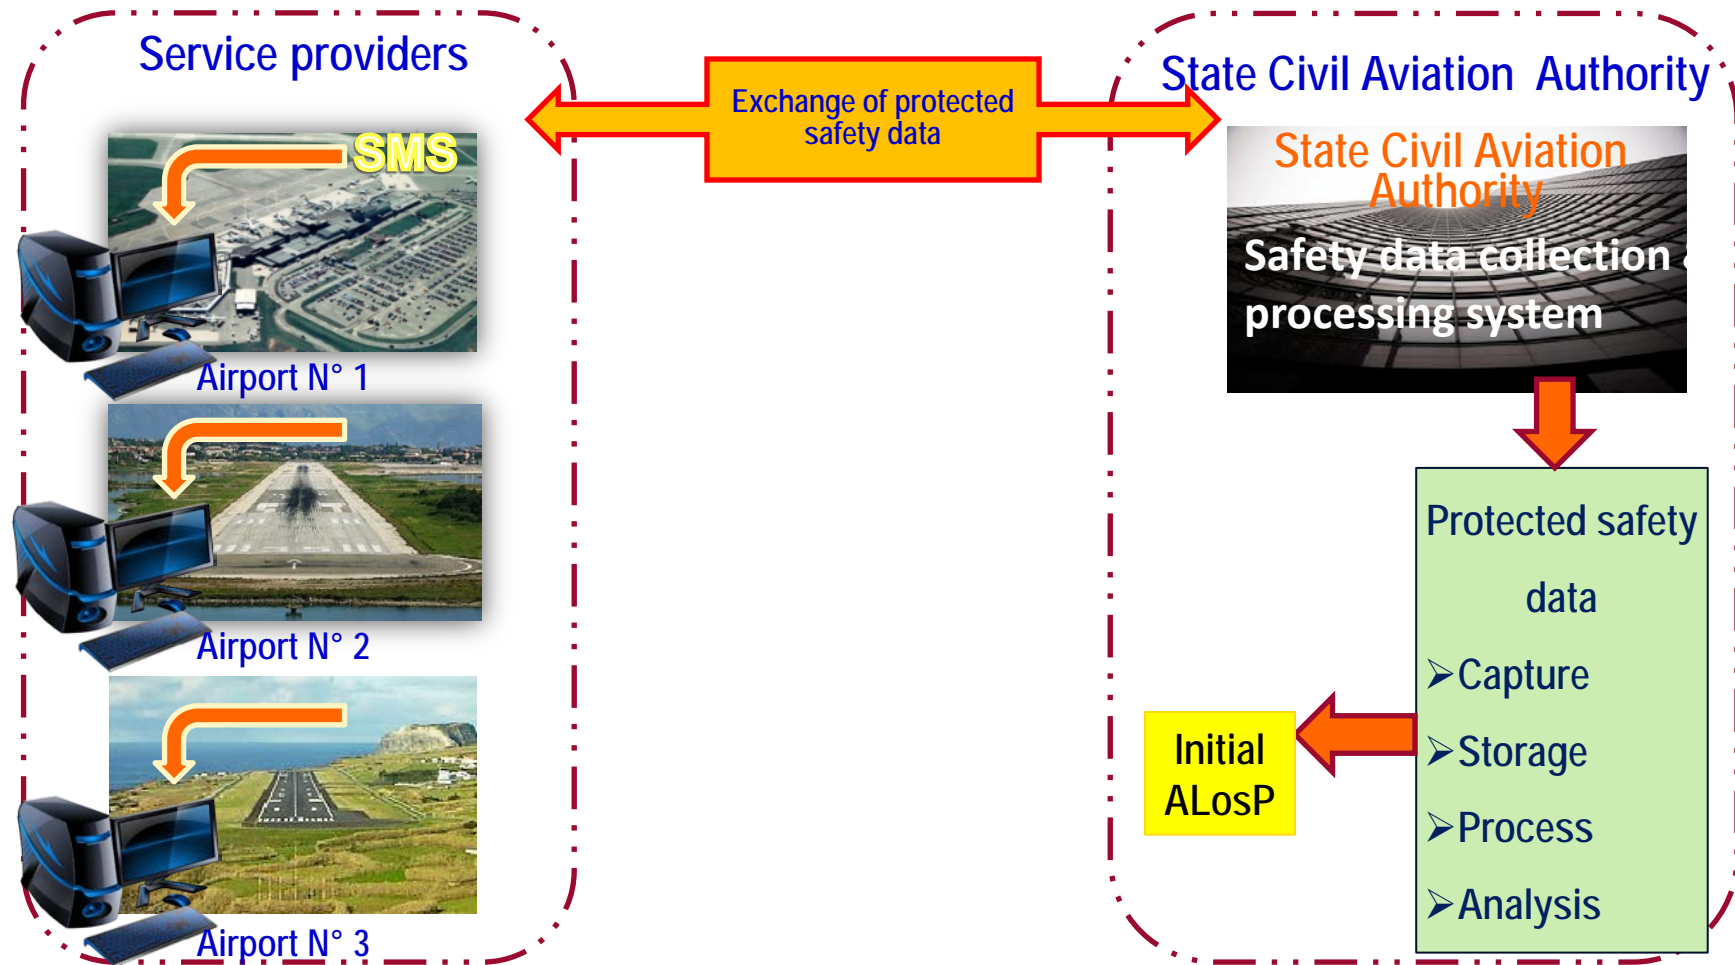 Service providers
SMS
Airport N° 1
Airport N° 2
Airport N° 3
Exchange of protected
safety data
State Civil Aviation Authority
State Civil Aviation
Authority
Safety data collection &
processing system
Protected safety
data
➢Capture
➢Storage
➢Process
➢Analysis
Initial
ALosP